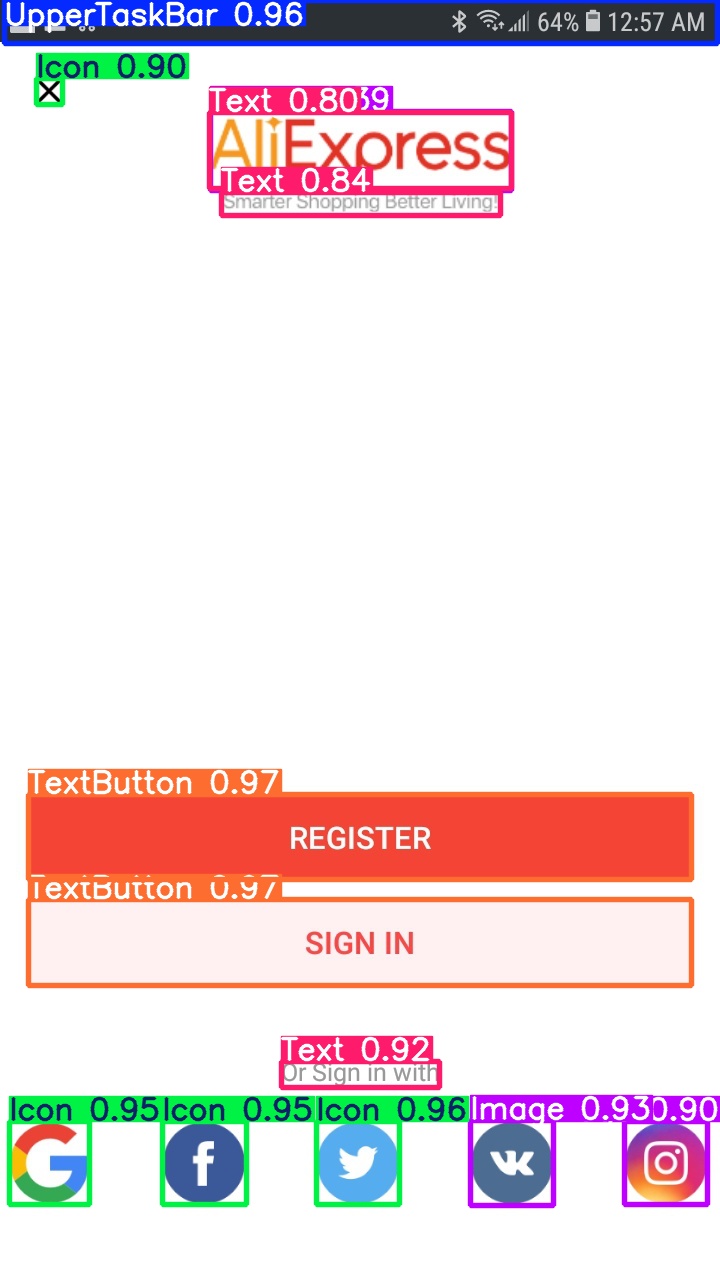 UpperTaskBar 0.96
64% 12:57 AM
Icon 0.90
Text 0.80 39
AliExpress
Text 0.84
Smarter Shopping Better Living!
TextButton 0.97
REGISTER
TextButton 0.97
SIGN IN
Text 0.92
Or Sign in with
Icon 0.95 Icon 0.95 Icon 0.96 Image 0.93 0.90